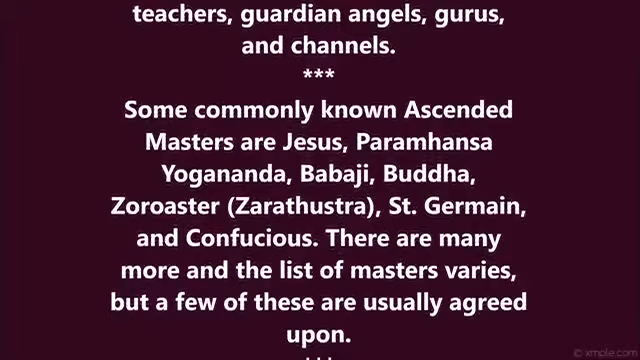 teachers, guardian angels, gurus,
and channels.
***
Some commonly known Ascended
Masters are Jesus, Paramhansa
Yogananda, Babaji, Buddha,
Zoroaster (Zarathustra), St. Germain,
and Confucious. There are many
more and the list of masters varies,
but a few of these are usually agreed
upon.
***
© xmple.com